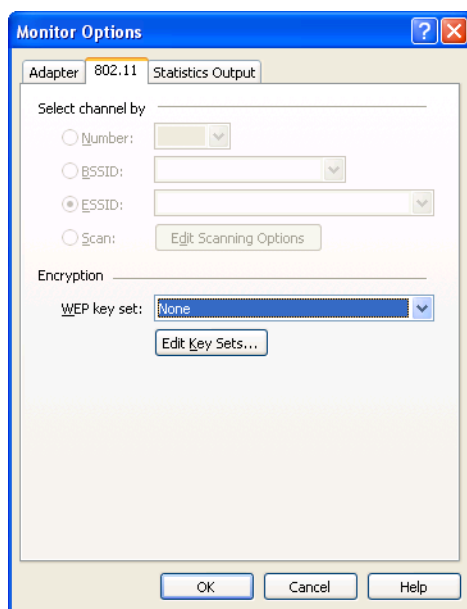 Monitor Options
Adapter 802.11 Statistics Output
Select channel by
Number:
BSSID:
ESSID:
Scan: Edit Scanning Options
Encryption
WEP key set: None
Edit Key Sets...
OK Cancel Help